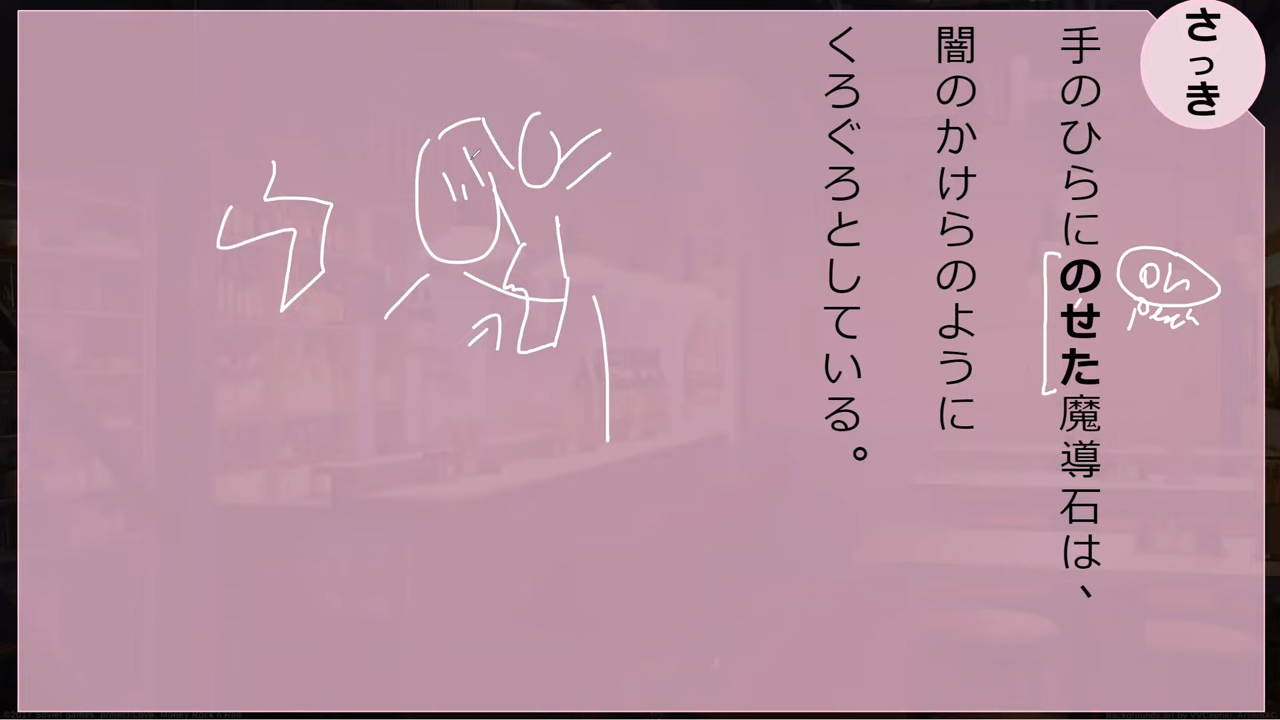 さっき
手のひらにのせた魔導石は、
闇のかけらのように
くろぐろとしている。
on